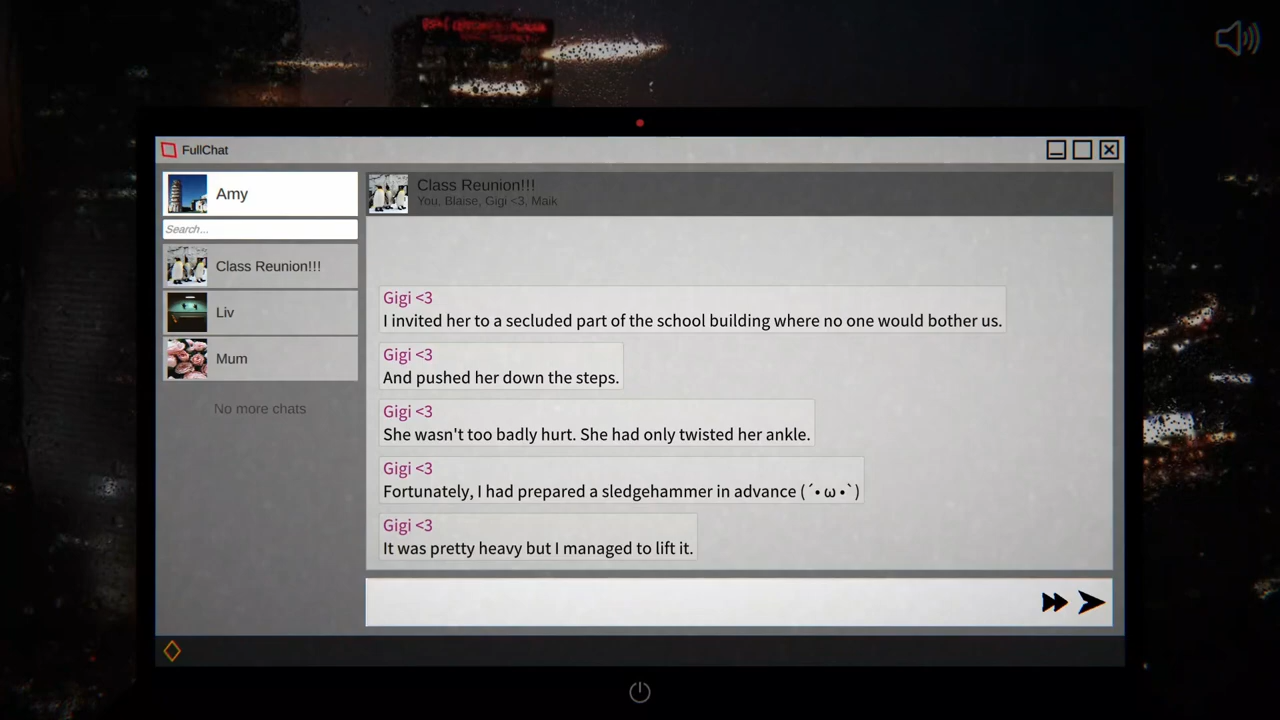 FullChat
Amy
Search...
Class Reunion!!!
Liv
Mum
No more chats
Class Reunion!!!
You, Blaise, Gigi <3, Maik
Gigi <3
I invited her to a secluded part of the school building where no one would bother us.
Gigi <3
And pushed her down the steps.
Gigi <3
She wasn't too badly hurt. She had only twisted her ankle.
Gigi <3
Fortunately, I had prepared a sledgehammer in advance (´•ω•`)
Gigi <3
It was pretty heavy but I managed to lift it.